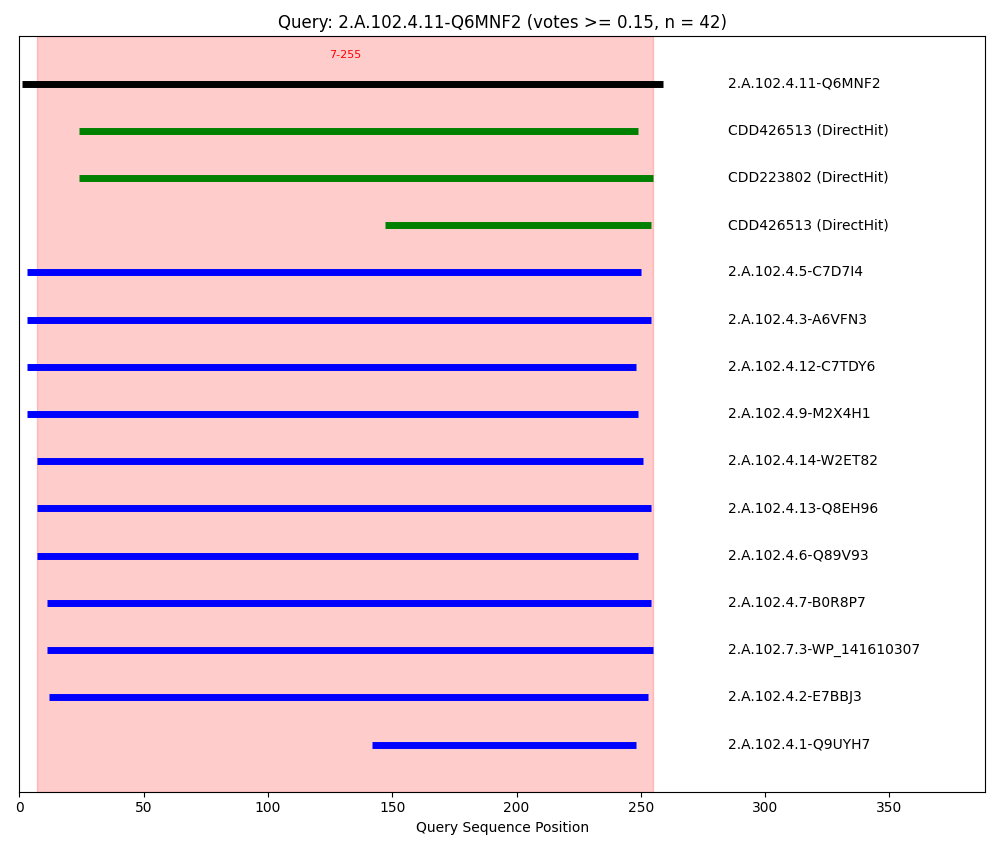 Query: 2.A.102.4.11-Q6MNF2 (votes >= 0.15, n = 42)
7-255
2.A.102.4.11-Q6MNF2
CDD426513 (DirectHit)
CDD223802 (DirectHit)
CDD426513 (DirectHit)
2.A.102.4.5-C7D7I4
2.A.102.4.3-A6VFN3
2.A.102.4.12-C7TDY6
2.A.102.4.9-M2X4H1
2.A.102.4.14-W2ET82
2.A.102.4.13-Q8EH96
2.A.102.4.6-Q89V93
2.A.102.4.7-B0R8P7
2.A.102.7.3-WP_141610307
2.A.102.4.2-E7BBJ3
2.A.102.4.1-Q9UYH7
0 50 100 150 200 250 300 350
Query Sequence Position